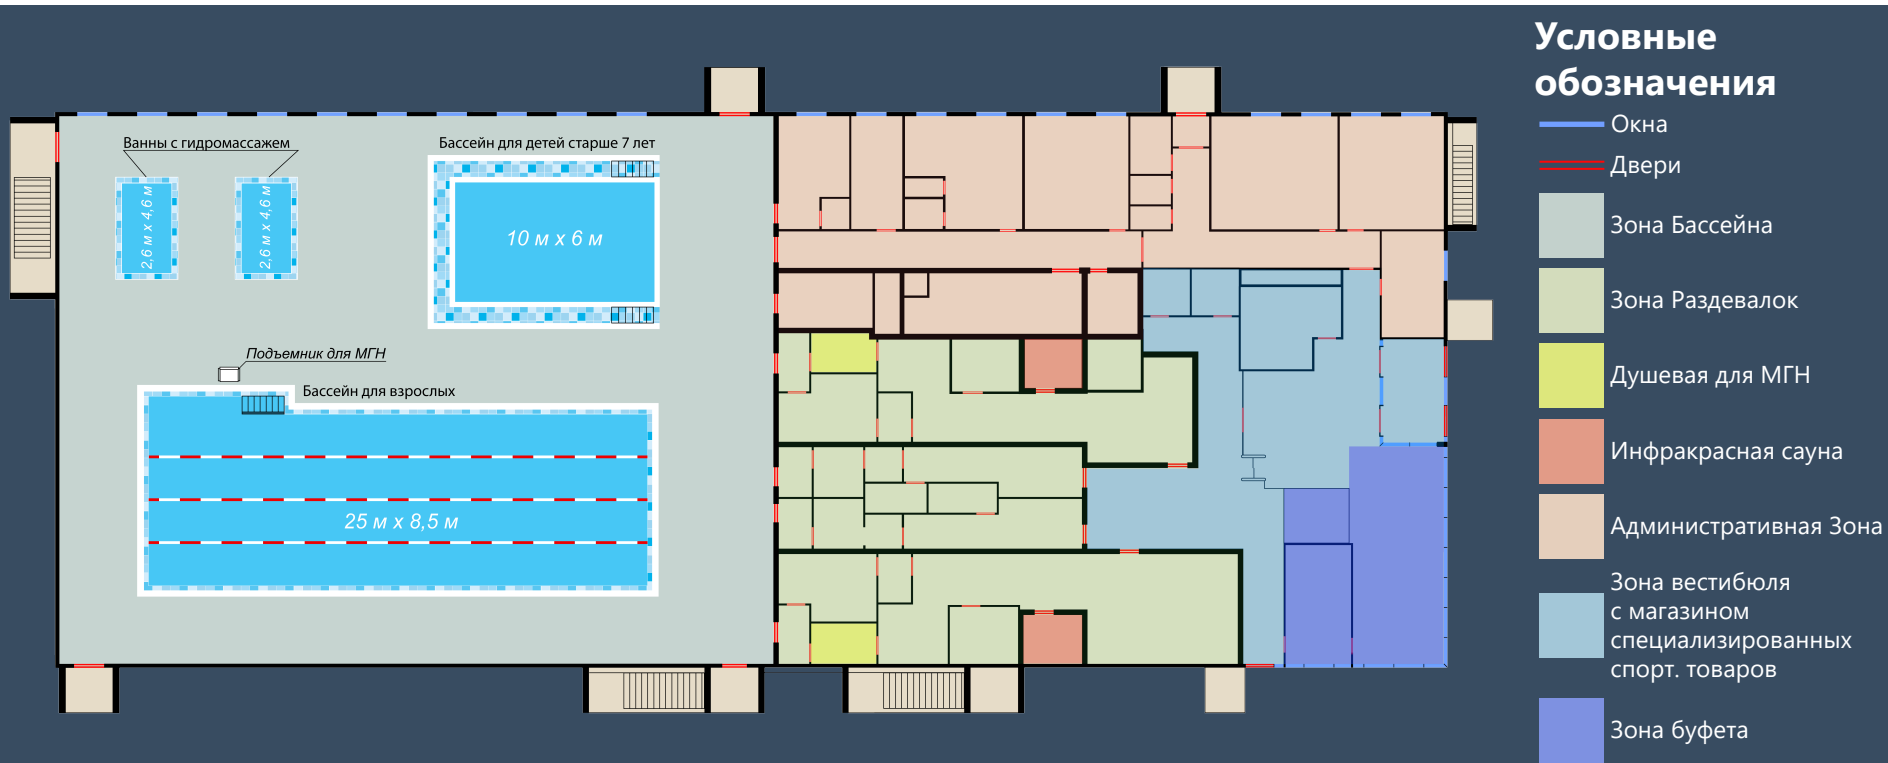 Ванны с гидромассажем
2,6 м x 4,6 м
2,6 м x 4,6 м
Бассейн для детей старше 7 лет
10 м x 6 м
Подъемник для МГН
Бассейн для взрослых
25 м x 8,5 м
Условные
обозначения
Окна
Двери
Зона Бассейна
Зона Раздевалок
Душевая для МГН
Инфракрасная сауна
Административная Зона
Зона вестибюля
с магазином
специализированных
спорт. товаров
Зона буфета